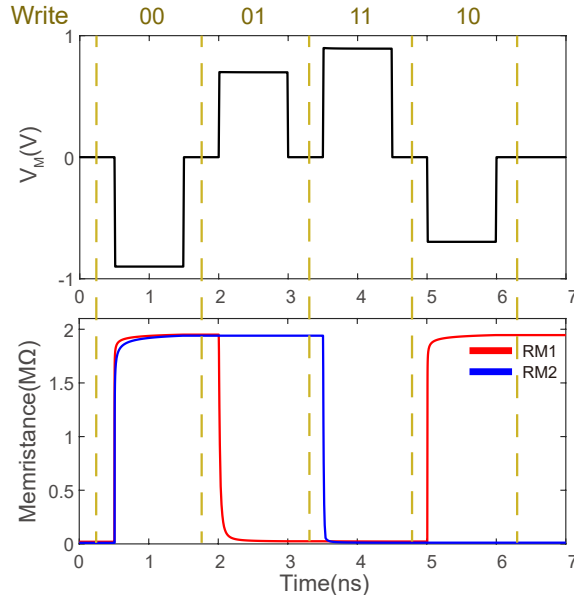 Write 00 01 11 10
1
0
-1
V_M(V)
0 1 2 3 4 5 6 7
2
1.5
1
0.5
0
Memristance(MΩ)
RM1
RM2
0 1 2 3 4 5 6 7
Time(ns)